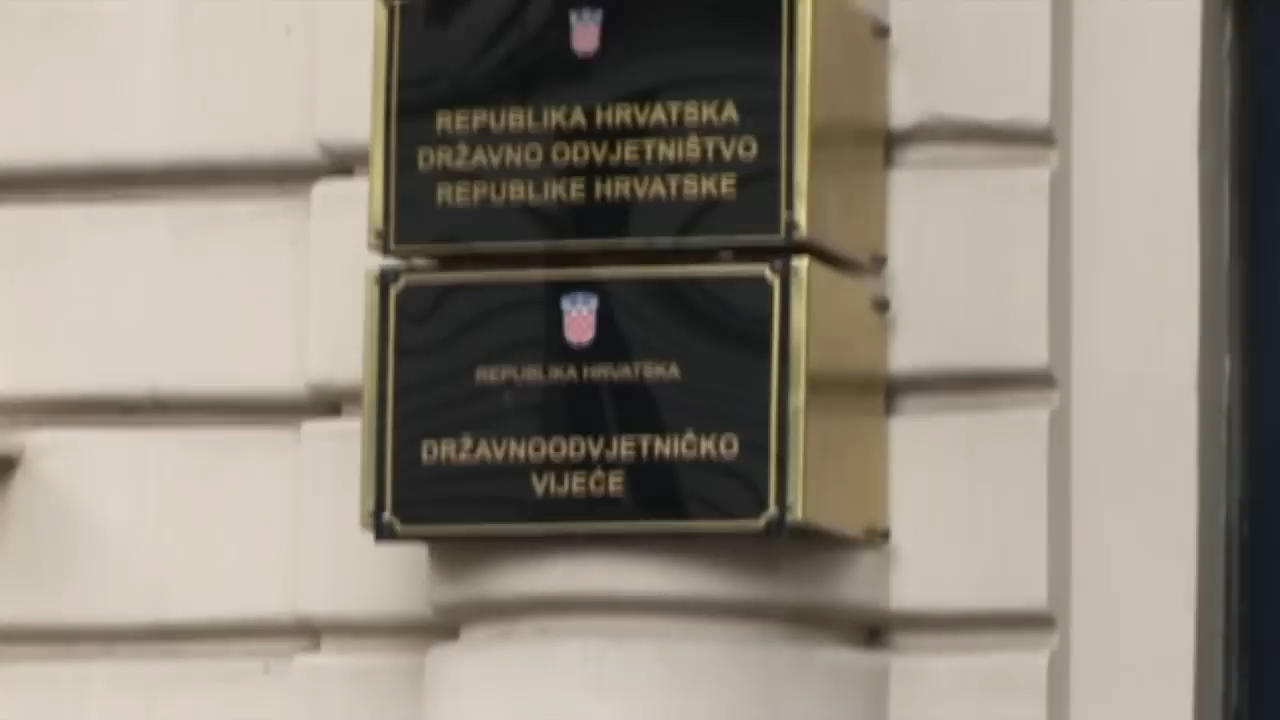 REPUBLIKA HRVATSKA
DRŽAVNO ODVJETNIŠTVO
REPUBLIKE HRVATSKE
REPUBLIKA HRVATSKA
DRŽAVNOODVJETNIČKO
VIJEĆE